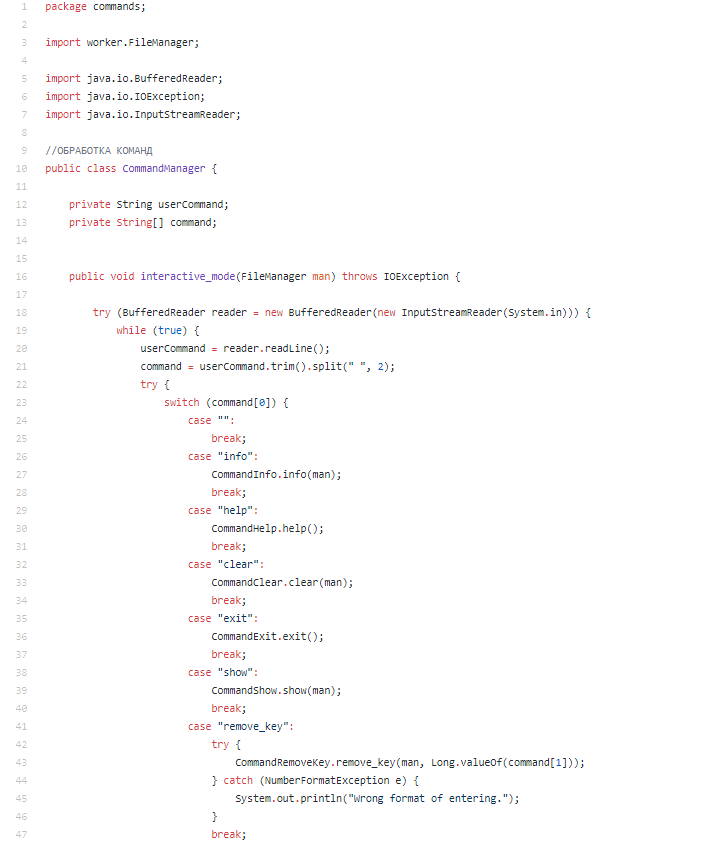 1 package commands;
2
3 import worker.FileManager;
4
5 import java.io.BufferedReader;
6 import java.io.IOException;
7 import java.io.InputStreamReader;
8
9 //ОБРАБОТКА КОМАНД
10 public class CommandManager {
11
12     private String userCommand;
13     private String[] command;
14
15
16     public void interactive_mode(FileManager man) throws IOException {
17
18         try (BufferedReader reader = new BufferedReader(new InputStreamReader(System.in))) {
19             while (true) {
20                 userCommand = reader.readLine();
21                 command = userCommand.trim().split(" ", 2);
22                 try {
23                     switch (command[0]) {
24                         case "":
25                             break;
26                         case "info":
27                             CommandInfo.info(man);
28                             break;
29                         case "help":
30                             CommandHelp.help();
31                             break;
32                         case "clear":
33                             CommandClear.clear(man);
34                             break;
35                         case "exit":
36                             CommandExit.exit();
37                             break;
38                         case "show":
39                             CommandShow.show(man);
40                             break;
41                         case "remove_key":
42                             try {
43                                 CommandRemoveKey.remove_key(man, Long.valueOf(command[1]));
44                             } catch (NumberFormatException e) {
45                                 System.out.println("Wrong format of entering.");
46                             }
47                             break;